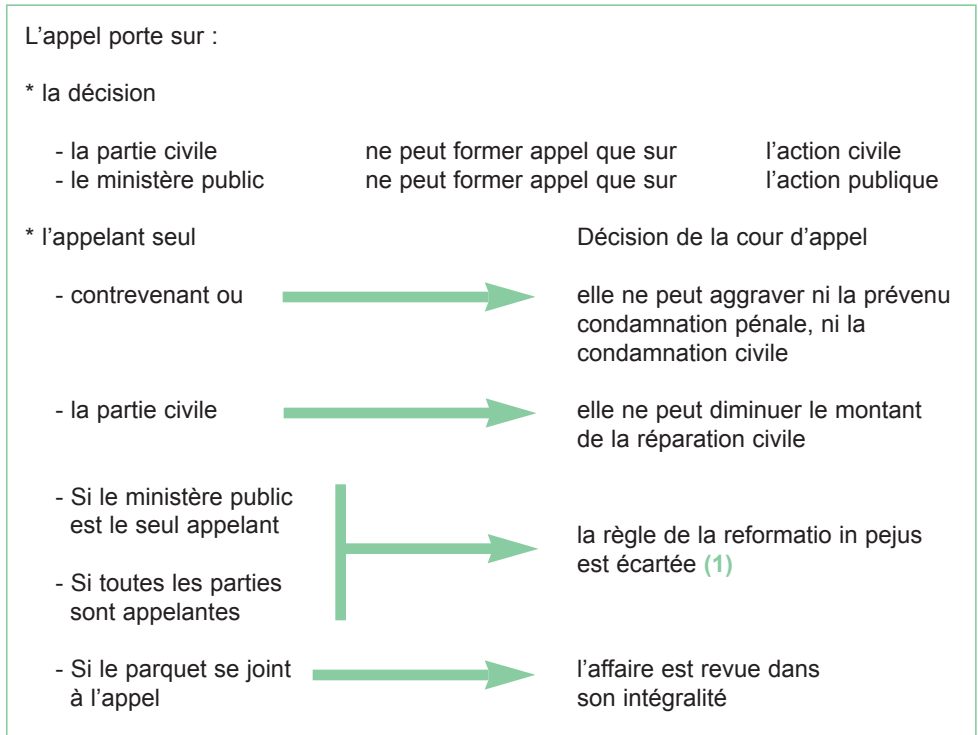 L'appel porte sur :
* la décision
- la partie civile ne peut former appel que sur l'action civile
- le ministère public ne peut former appel que sur l'action publique
* l'appelant seul Décision de la cour d'appel
- contrevenant ou elle ne peut aggraver ni la prévenu
condamnation pénale, ni la
condamnation civile
- la partie civile elle ne peut diminuer le montant
de la réparation civile
- Si le ministère public
est le seul appelant
la règle de la reformatio in pejus
est écartée (1)
- Si toutes les parties
sont appelantes
- Si le parquet se joint l'affaire est revue dans
à l'appel son intégralité